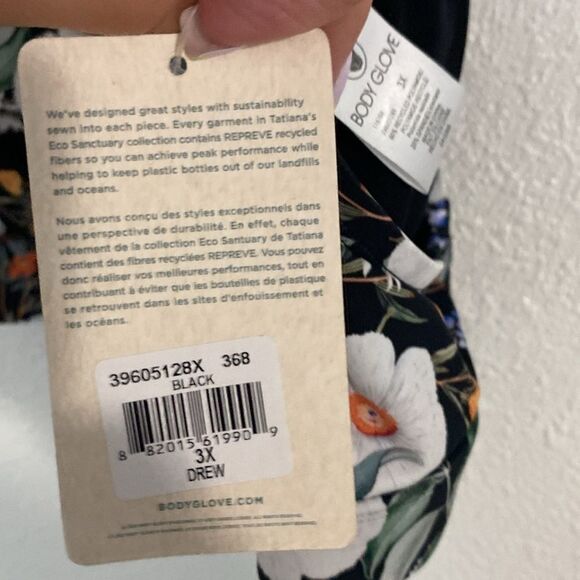 We've designed great styles with sustainability
sewn into each piece. Every garment in Tatiana's
Eco Sanctuary collection contains REPREVE recycled
fibers so you can achieve peak performance while
helping to keep plastic bottles out of our landfills
and oceans.
Nous avons conçu des styles exceptionnels dans
une perspective de durabilité. En effet, chaque
vêtement de la collection Eco Santuary de Tatiana
contient des fibres recyclées REPREVE. Vous pouvez
donc réaliser vos meilleures performances, tout en
contribuant à éviter que les bouteilles de plastique
se retrouvent dans les sites d'enfouissement et
les océans.
39605128X 368
BLACK
8 82015 61990 9
3X
DREW
BODYGLOVE.COM
BODY GLOVE
3X